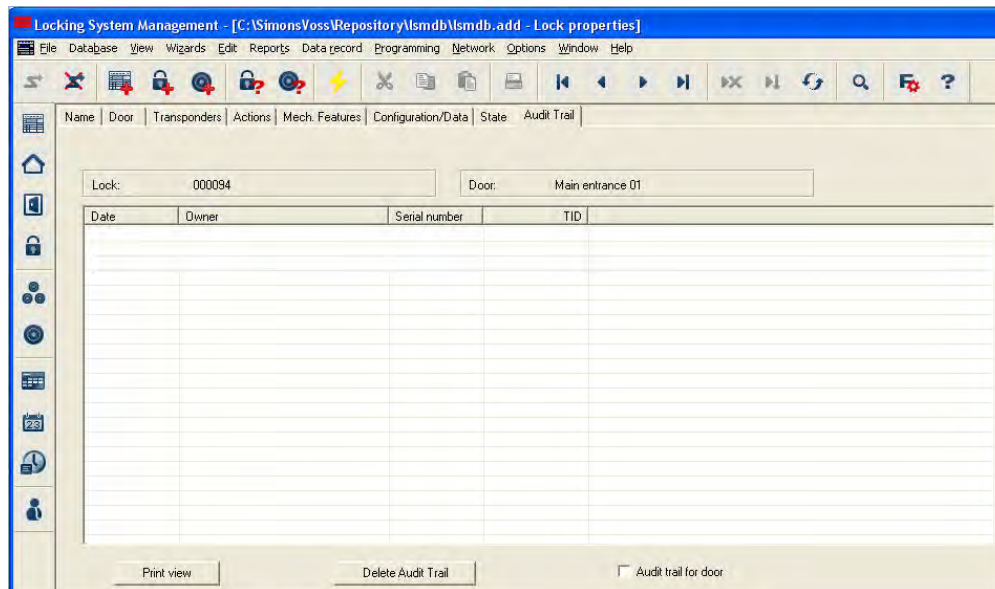 Locking System Management - [C:\SimonsVoss\Repository\lsmdb\lsmdb.add - Lock properties]
File Database View Wizards Edit Reports Data record Programming Network Options Window Help
Name Door Transponders Actions Mech. Features Configuration/Data State Audit Trail
Lock: 000094 Door: Main entrance 01
Date Owner Serial number TID
23
Print view Delete Audit Trail Audit trail for door